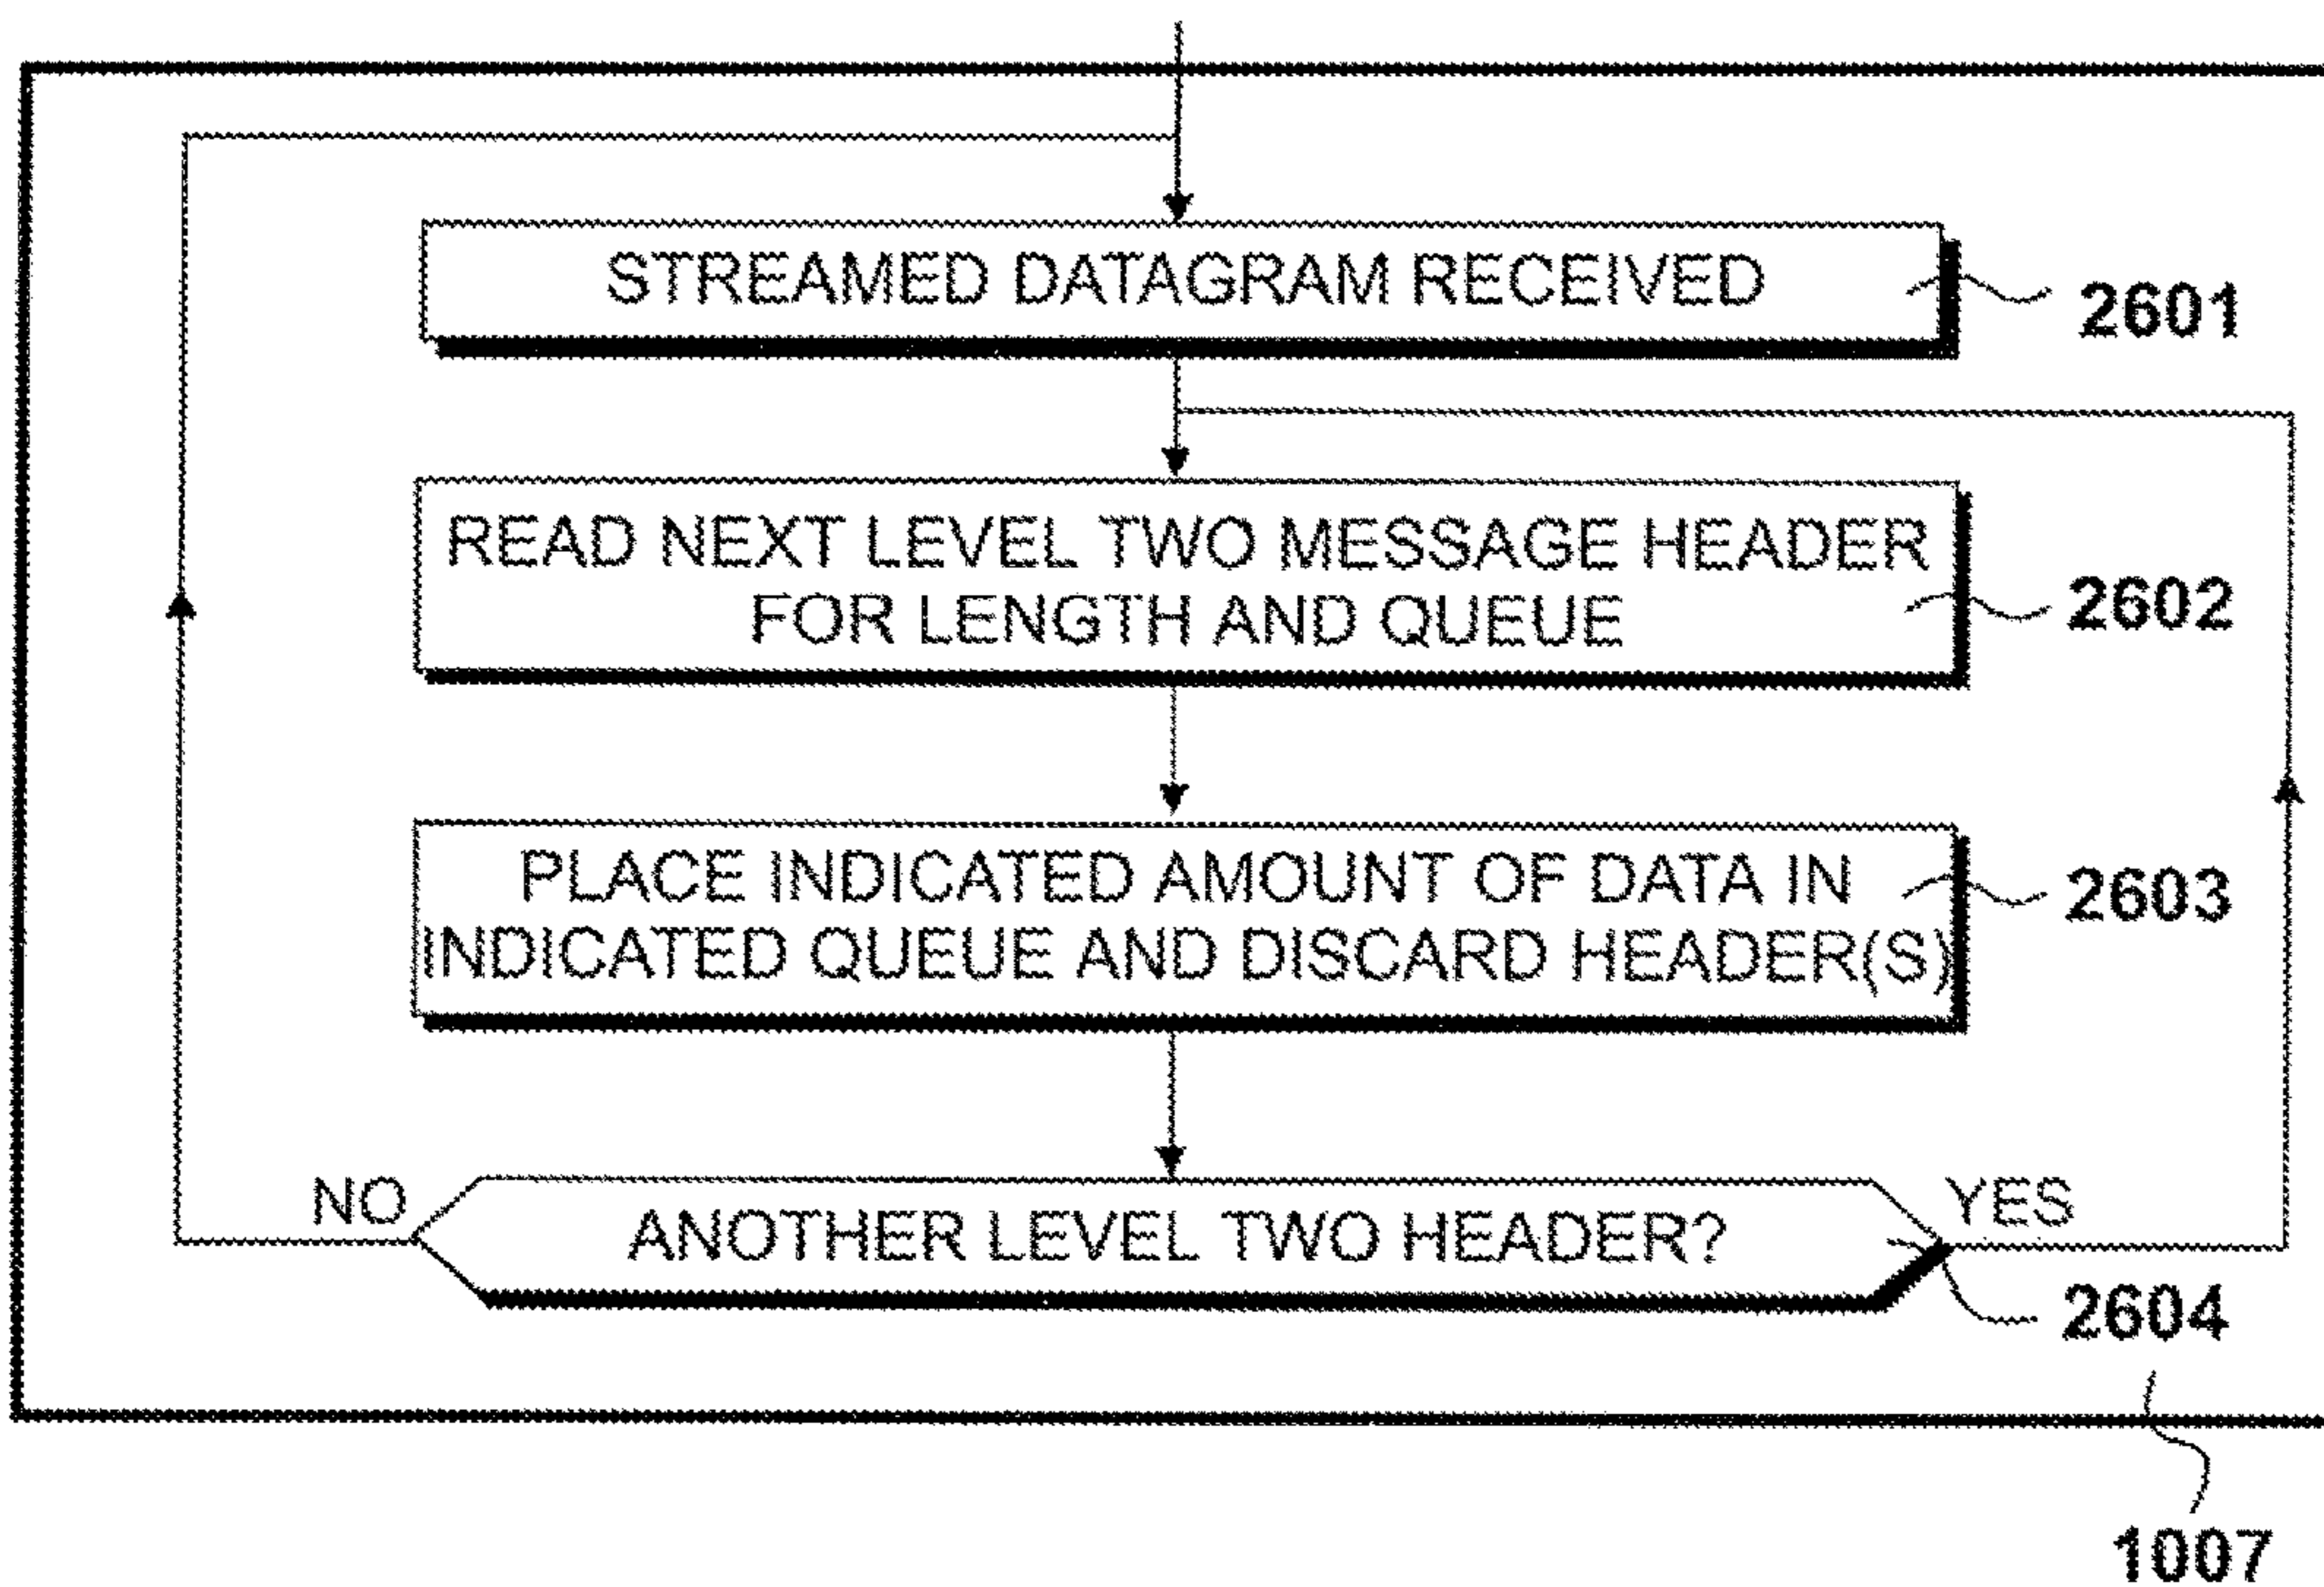 STREAMED DATAGRAM RECEIVED
2601
READ NEXT LEVEL TWO MESSAGE HEADER
FOR LENGTH AND QUEUE
2602
PLACE INDICATED AMOUNT OF DATA IN
INDICATED QUEUE AND DISCARD HEADER(S)
2603
NO
ANOTHER LEVEL TWO HEADER?
YES
2604
1007